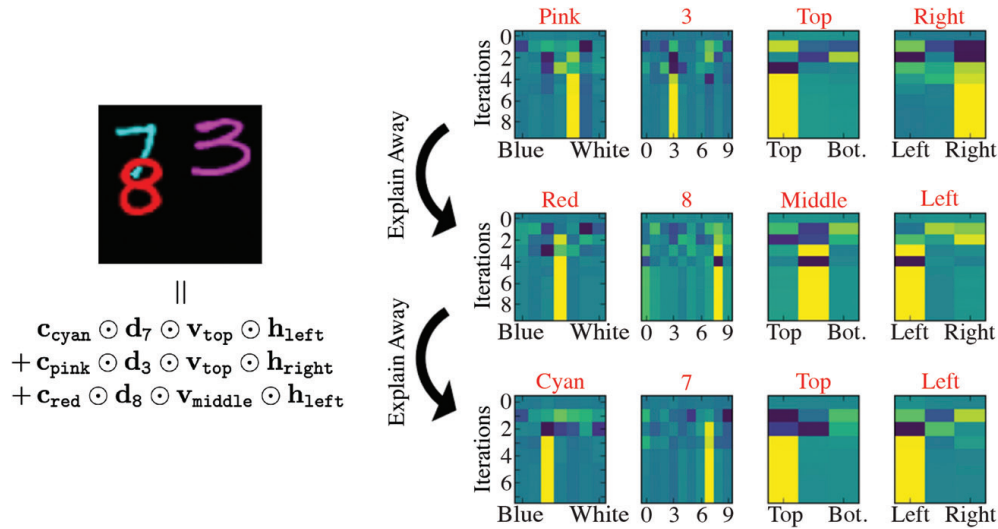 7 3
8
||
c_cyan ⊙ d_7 ⊙ v_top ⊙ h_left
+ c_pink ⊙ d_3 ⊙ v_top ⊙ h_right
+ c_red ⊙ d_8 ⊙ v_middle ⊙ h_left
Explain Away
Explain Away
Pink 3 Top Right
Iterations
0
2
4
6
8
Blue White 0 3 6 9 Top Bot. Left Right
Red 8 Middle Left
Iterations
0
2
4
6
8
Blue White 0 3 6 9 Top Bot. Left Right
Cyan 7 Top Left
Iterations
0
2
4
6
Blue White 0 3 6 9 Top Bot. Left Right